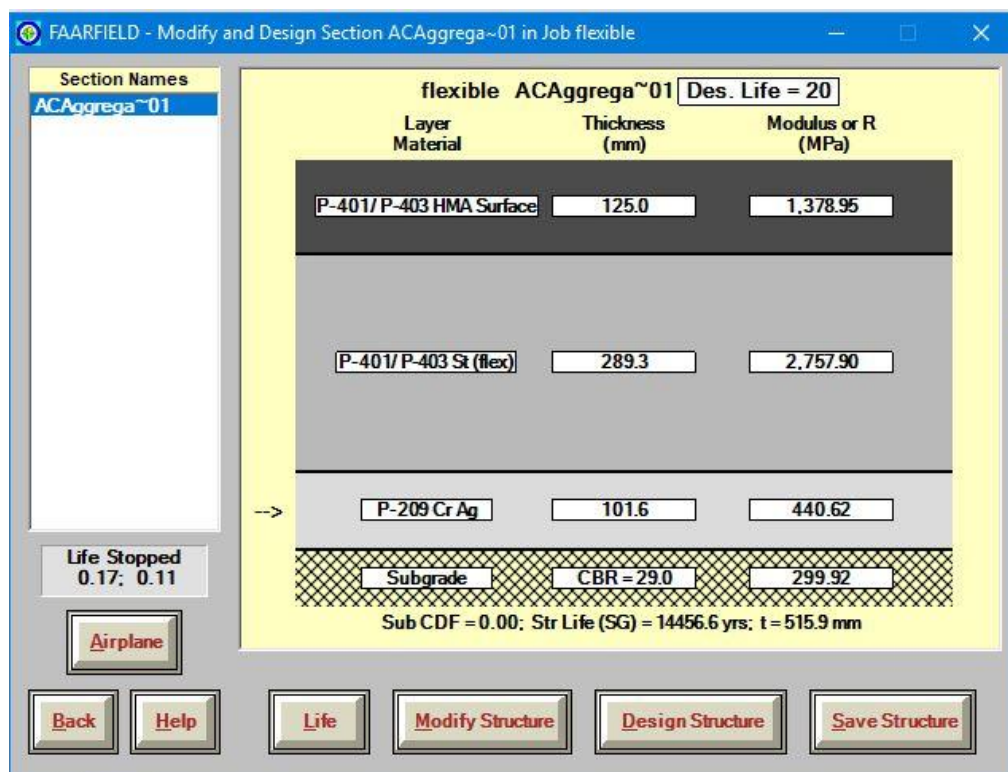 FAARFIELD - Modify and Design Section ACAggrega~01 in Job flexible
Section Names
ACAggrega~01
flexible ACAggrega~01 Des. Life = 20
Layer Material Thickness (mm) Modulus or R (MPa)
P-401/ P-403 HMA Surface 125.0 1,378.95
P-401/ P-403 St (flex) 289.3 2,757.90
--> P-209 Cr Ag 101.6 440.62
Subgrade CBR = 29.0 299.92
Sub CDF = 0.00; Str Life (SG) = 14456.6 yrs; t = 515.9 mm
Life Stopped
0.17; 0.11
Airplane
Back Help Life Modify Structure Design Structure Save Structure